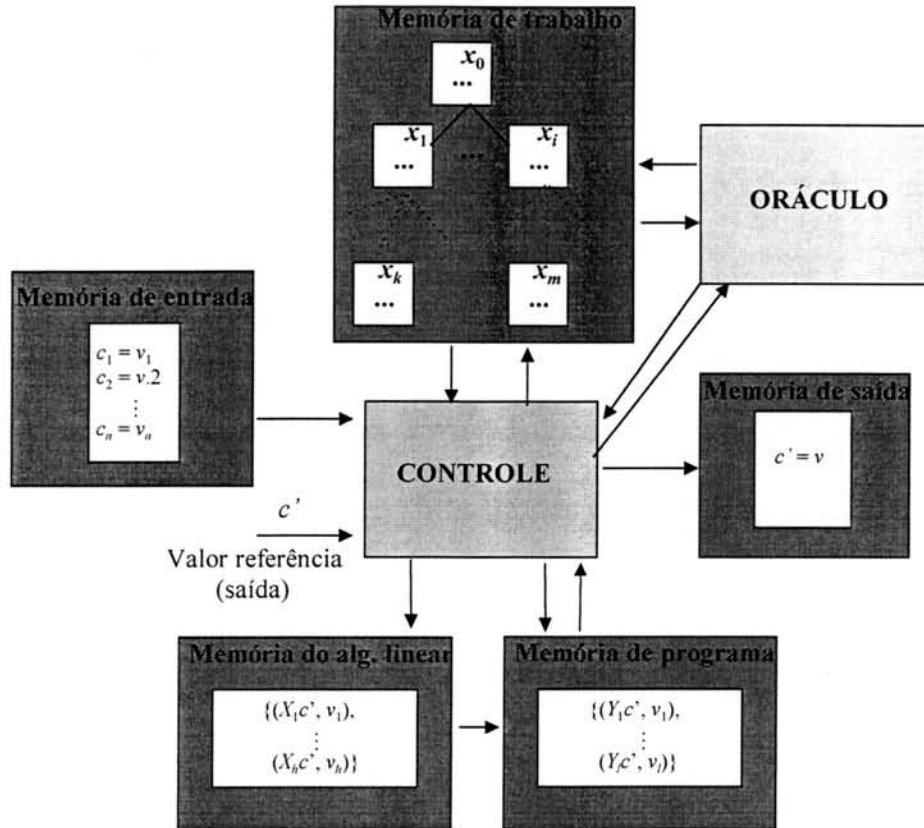 Memória de trabalho
x0
...
x1
...
...
xi
...
xk
...
xm
...
ORÁCULO
Memória de entrada
c1 = v1
c2 = v.2
⋮
cn = vn
CONTROLE
c'
Valor referência
(saída)
Memória de saída
c' = v
Memória do alg. linear
{(X1c', v1),
⋮
(Xhc', vh)}
Memória de programa
{(Y1c', v1),
⋮
(Ylc', vl)}